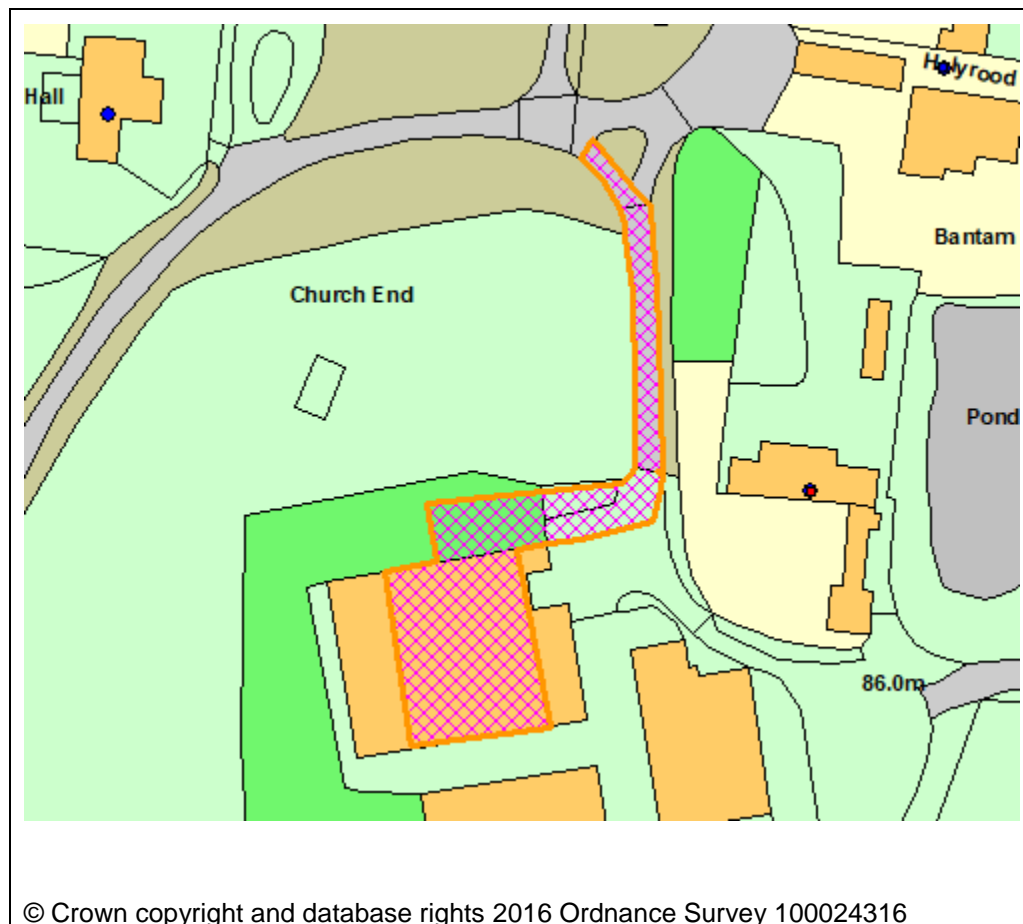 Hall
Holyrood
Bantam
Church End
Pond
86.0m
© Crown copyright and database rights 2016 Ordnance Survey 100024316